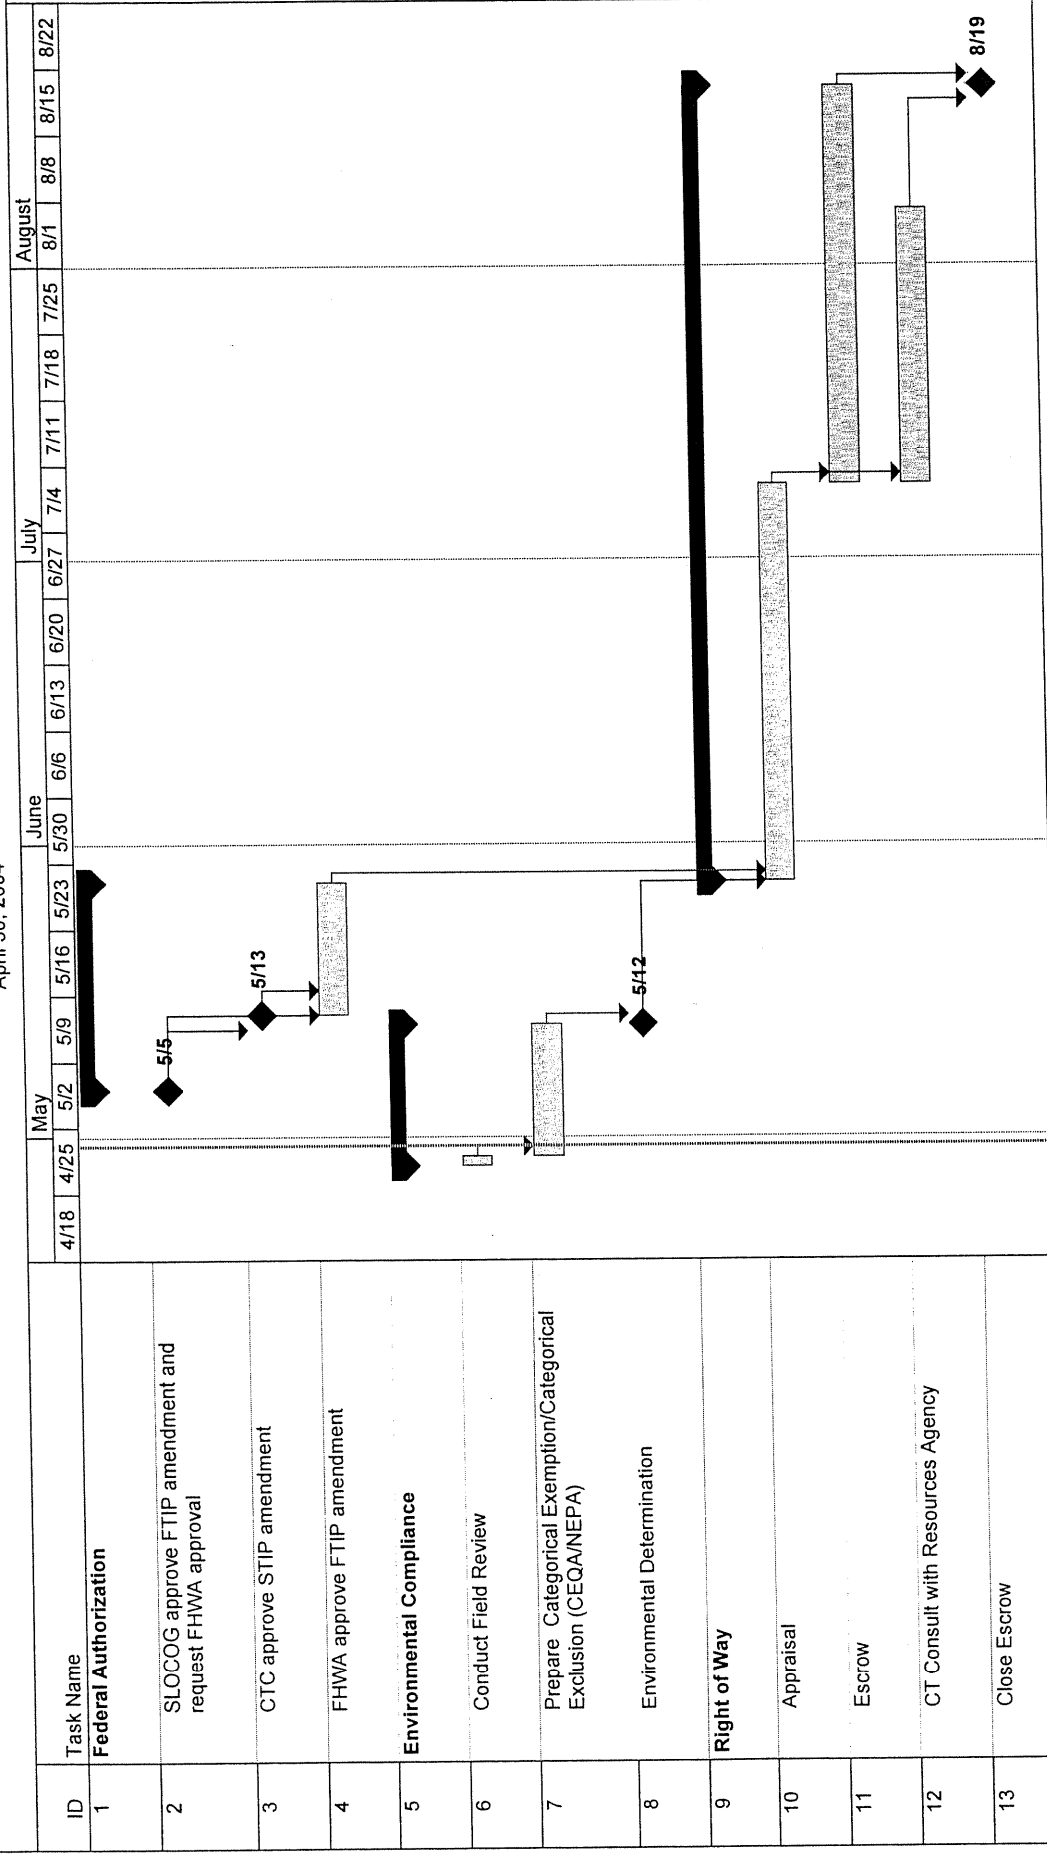 May June July August
4/18 4/25 5/2 5/9 5/16 5/23 5/30 6/6 6/13 6/20 6/27 7/4 7/11 7/18 7/25 8/1 8/8 8/15 8/22
ID Task Name
1 Federal Authorization
2 SLOCOG approve FTIP amendment and
request FHWA approval
5/5
3 CTC approve STIP amendment
5/13
4 FHWA approve FTIP amendment
5 Environmental Compliance
6 Conduct Field Review
7 Prepare Categorical Exemption/Categorical
Exclusion (CEQA/NEPA)
8 Environmental Determination
5/12
9 Right of Way
10 Appraisal
11 Escrow
12 CT Consult with Resources Agency
13 Close Escrow
8/19